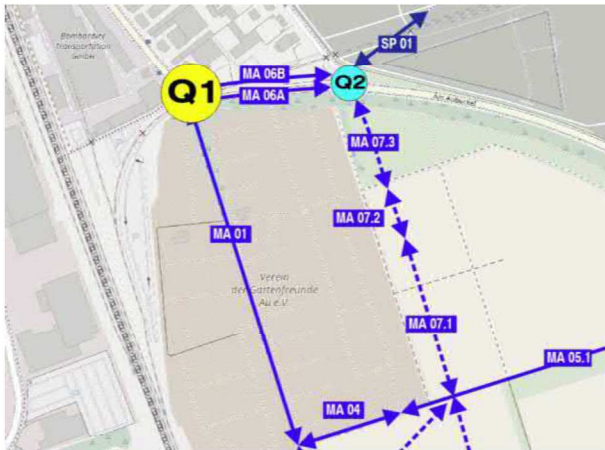 Bombardier
Transportation
GmbH
SP 01
MA 06B
Q1
Q2
MA 06A
MA 07.3
MA 07.2
MA 01
Verein
der Gartenfreunde
Au e.V.
MA 07.1
MA 05.1
MA 04